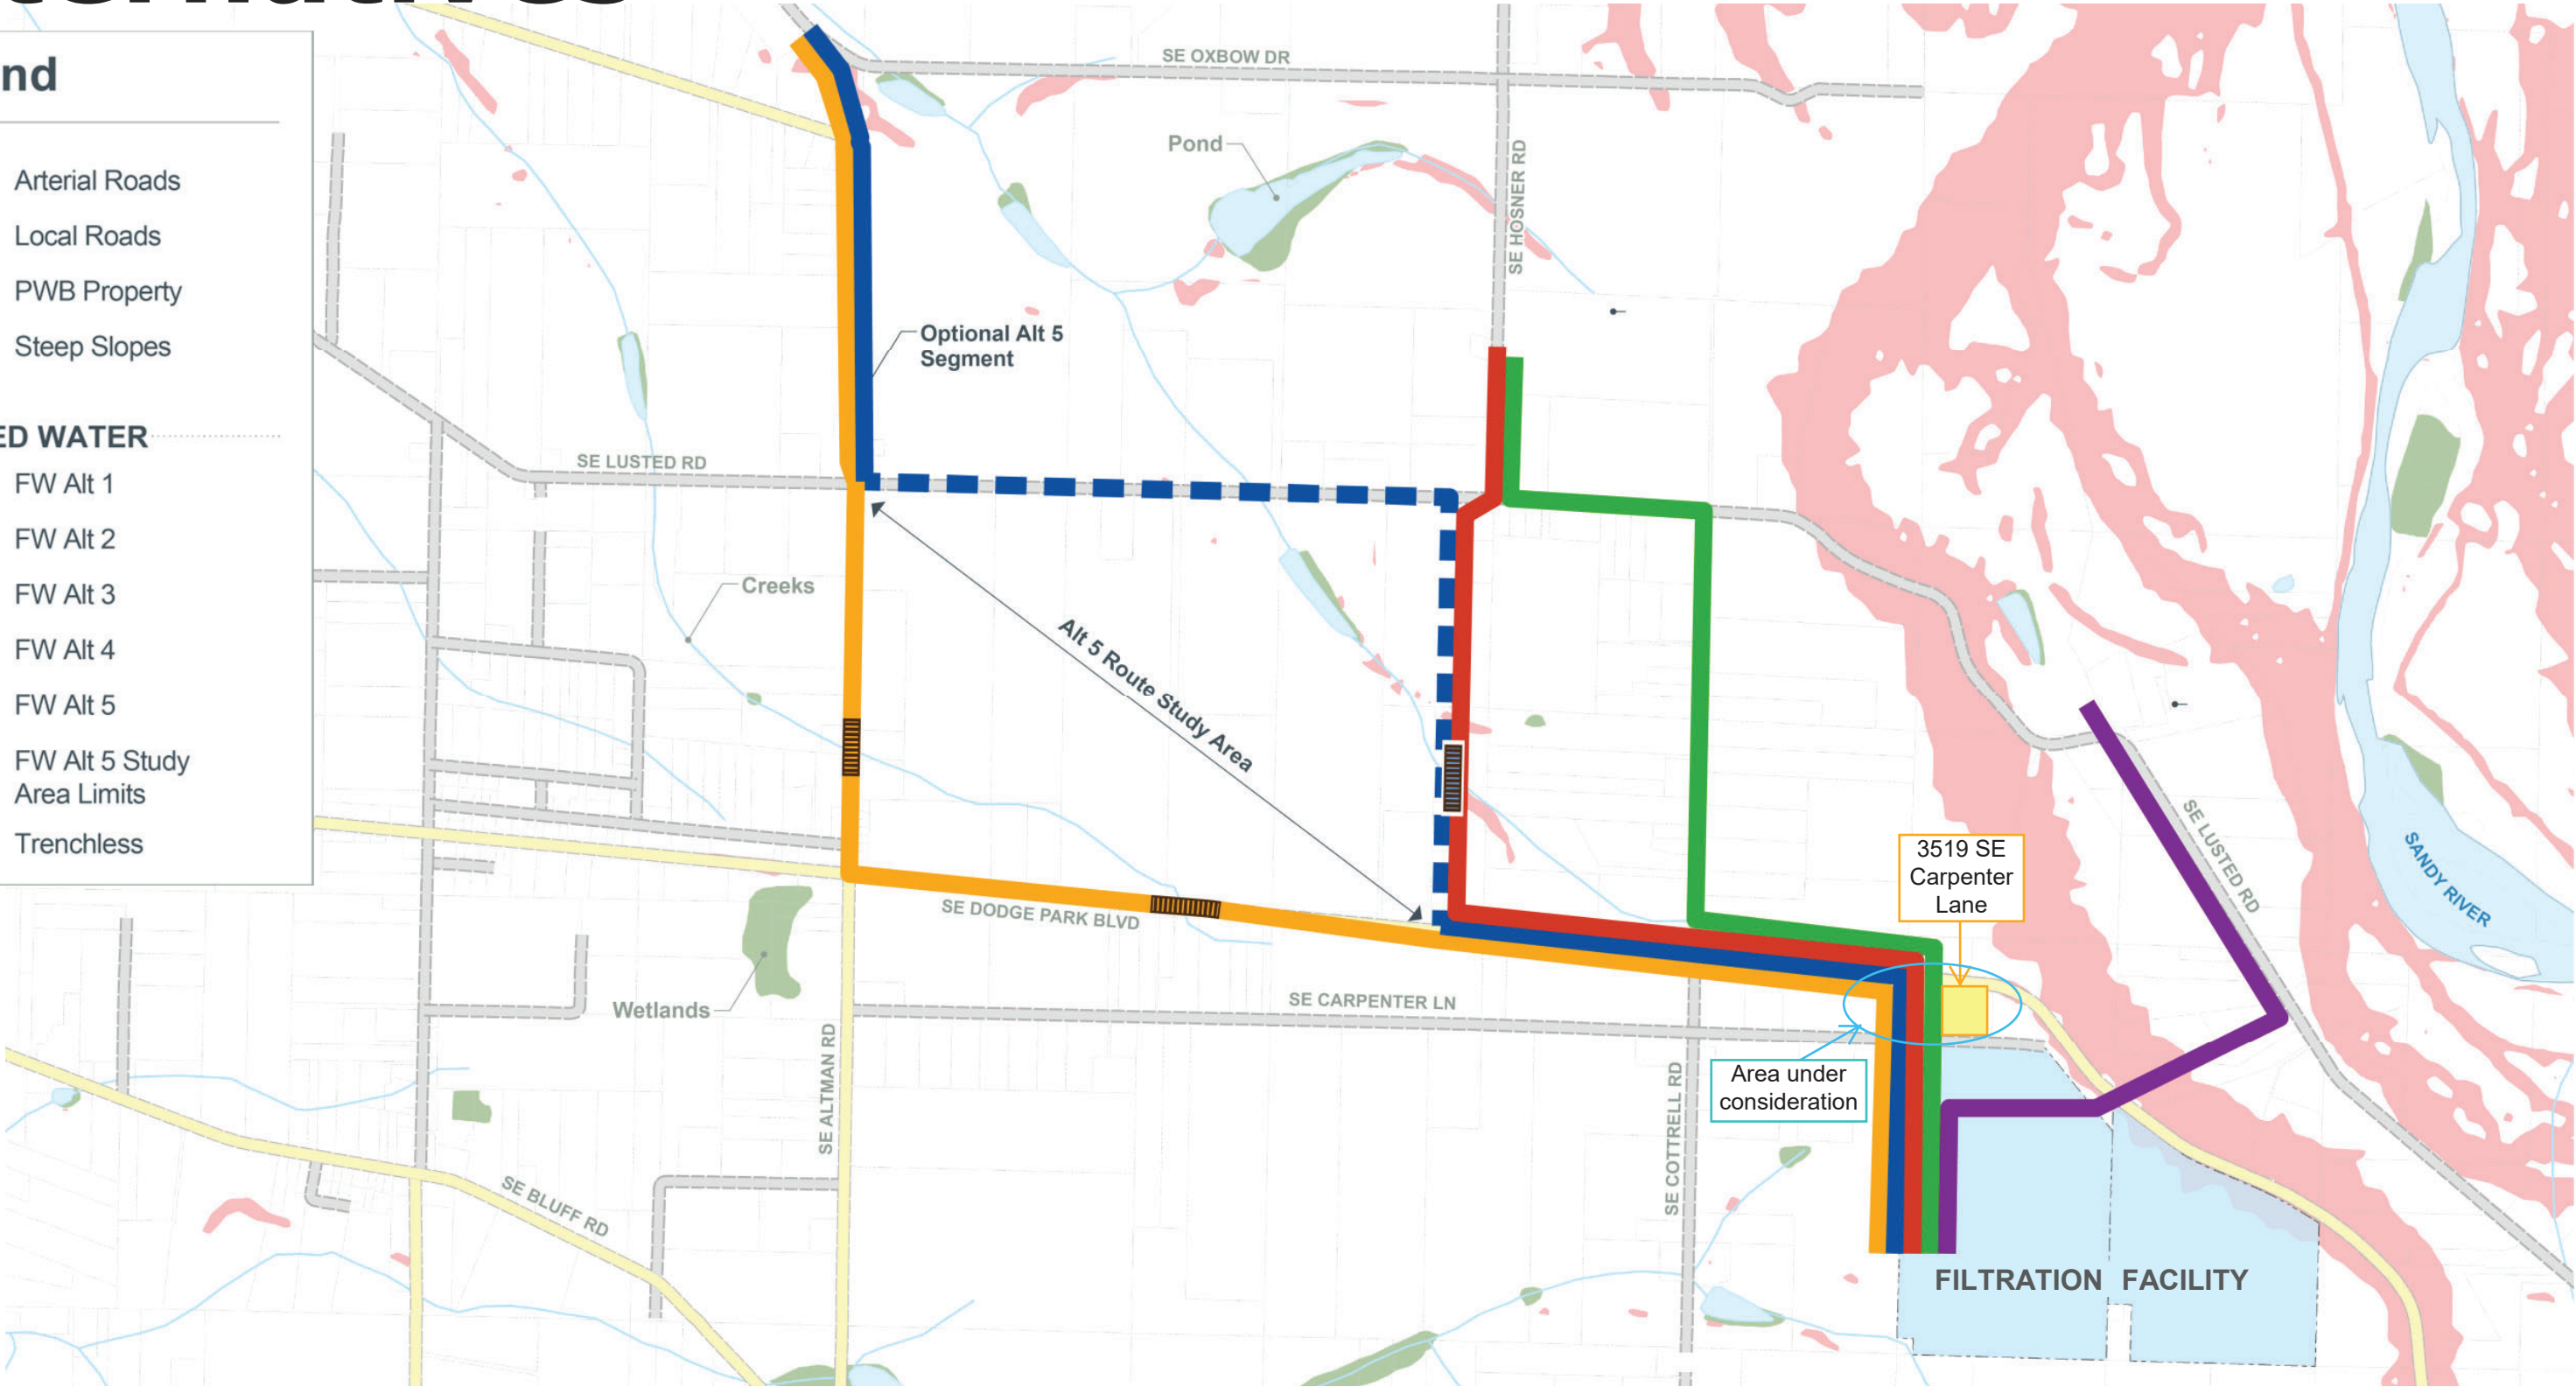 nd
Arterial Roads
Local Roads
PWB Property
Steep Slopes
ED WATER
FW Alt 1
FW Alt 2
FW Alt 3
FW Alt 4
FW Alt 5
FW Alt 5 Study
Area Limits
Trenchless
SE OXBOW DR
Pond
SE HOSNER RD
Optional Alt 5
Segment
SE LUSTED RD
Creeks
Alt 5 Route Study Area
SE LUSTED RD
SANDY RIVER
3519 SE
Carpenter
Lane
SE DODGE PARK BLVD
Wetlands
SE CARPENTER LN
SE ALTMAN RD
SE COTTRELL RD
Area under
consideration
SE BLUFF RD
FILTRATION FACILITY